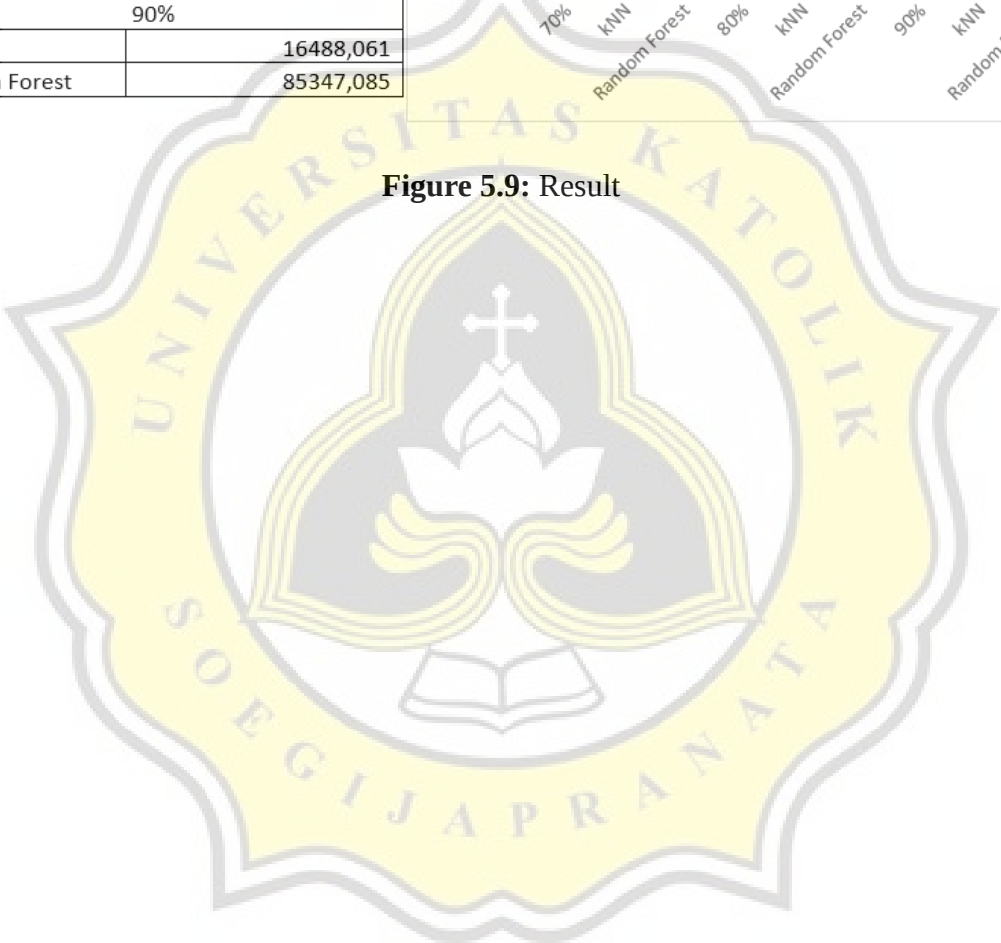 90%
16488,061
Forest 85347,085
70% kNN Random Forest 80% kNN Random Forest 90% kNN Random
Figure 5.9: Result
UNIVERSITAS KATOLIK
SOEGIJAPRANATA